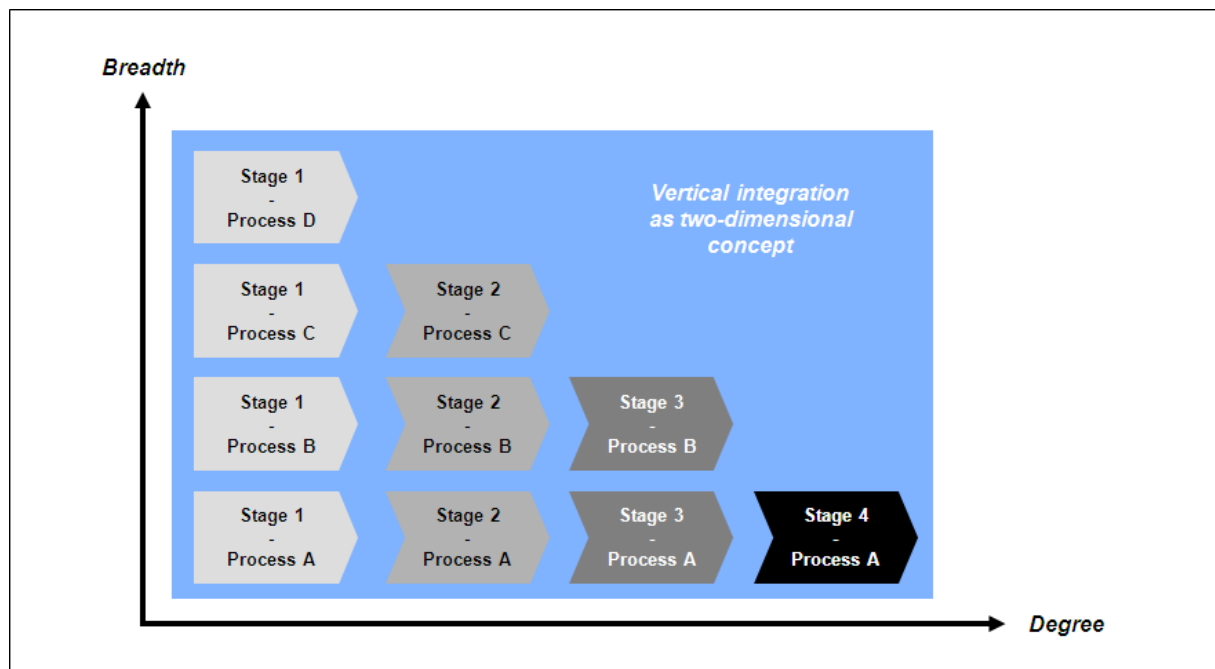 Breadth
Stage 1
-
Process D
Vertical integration
as two-dimensional
concept
Stage 1
-
Process C
Stage 2
-
Process C
Stage 1
-
Process B
Stage 2
-
Process B
Stage 3
-
Process B
Stage 1
-
Process A
Stage 2
-
Process A
Stage 3
-
Process A
Stage 4
-
Process A
Degree